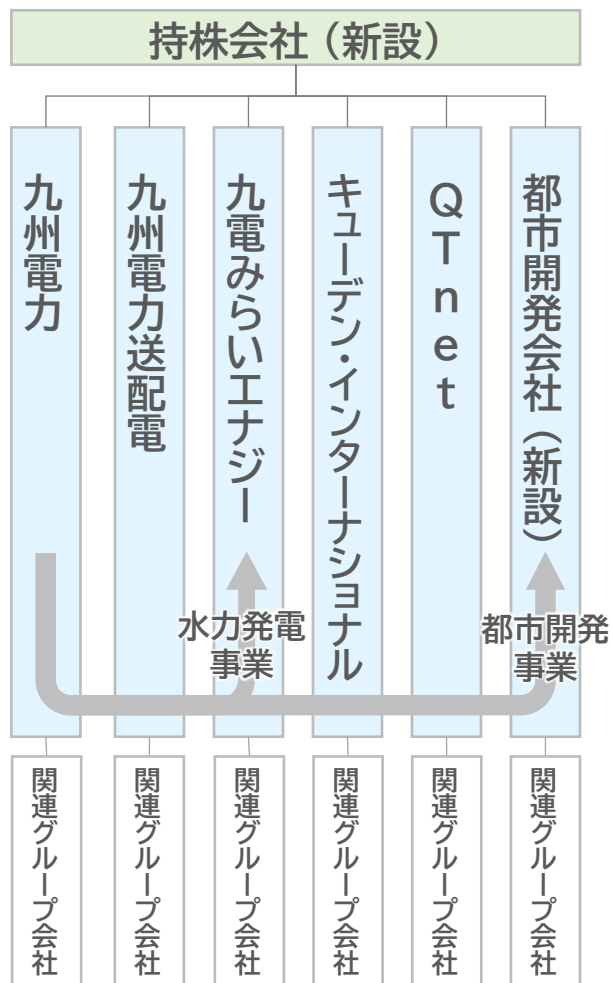 持株会社（新設）
九州電力
九州電力送配電
九電みらいエナジー
キューデン・インターナショナル
QTnet
都市開発会社（新設）
水力発電
事業
都市開発
事業
関連グループ会社
関連グループ会社
関連グループ会社
関連グループ会社
関連グループ会社
関連グループ会社